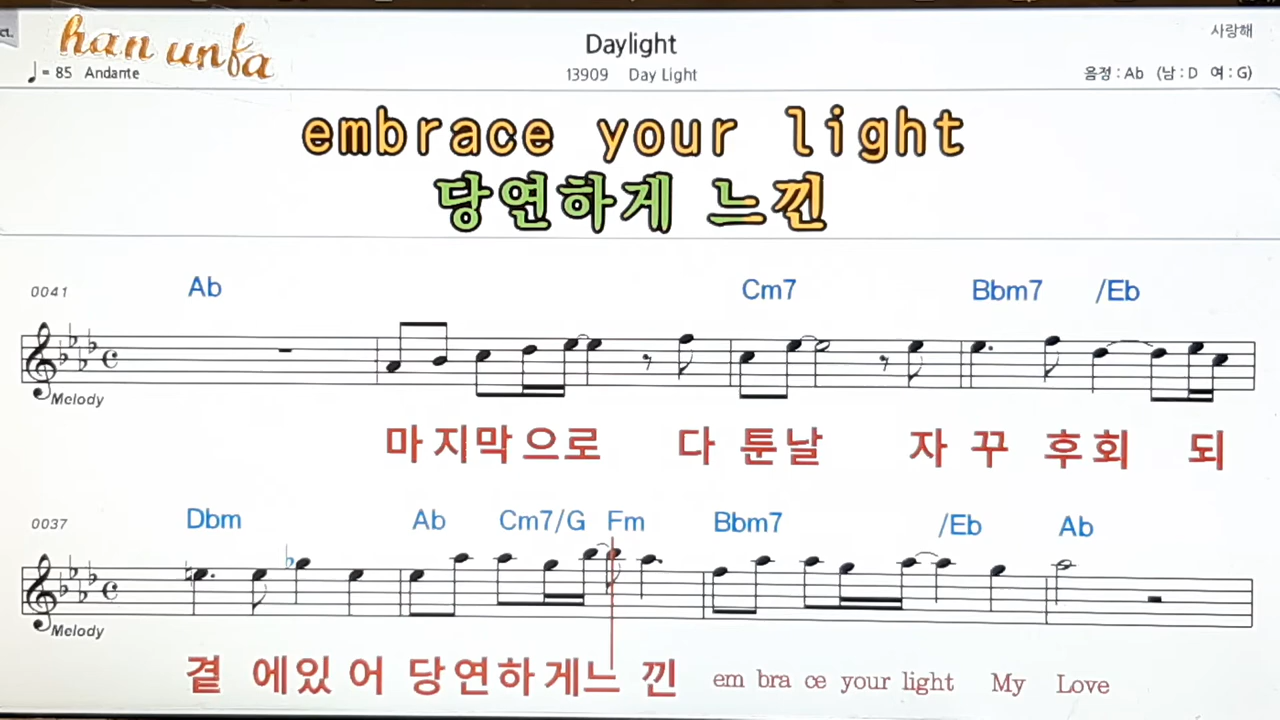 ct.
han unfa
♩= 85 Andante
Daylight
13909 Day Light
사랑해
음정 : Ab (남 : D 여 : G)
embrace your light
당연하게 느낀
0041 Ab Cm7 Bbm7 /Eb
Melody
마 지막 으로 다 툰날 자 꾸 후회 되
0037 Dbm Ab Cm7/G Fm Bbm7 /Eb Ab
Melody
곁 에있 어 당연하 게느 낀 em bra ce your light My Love